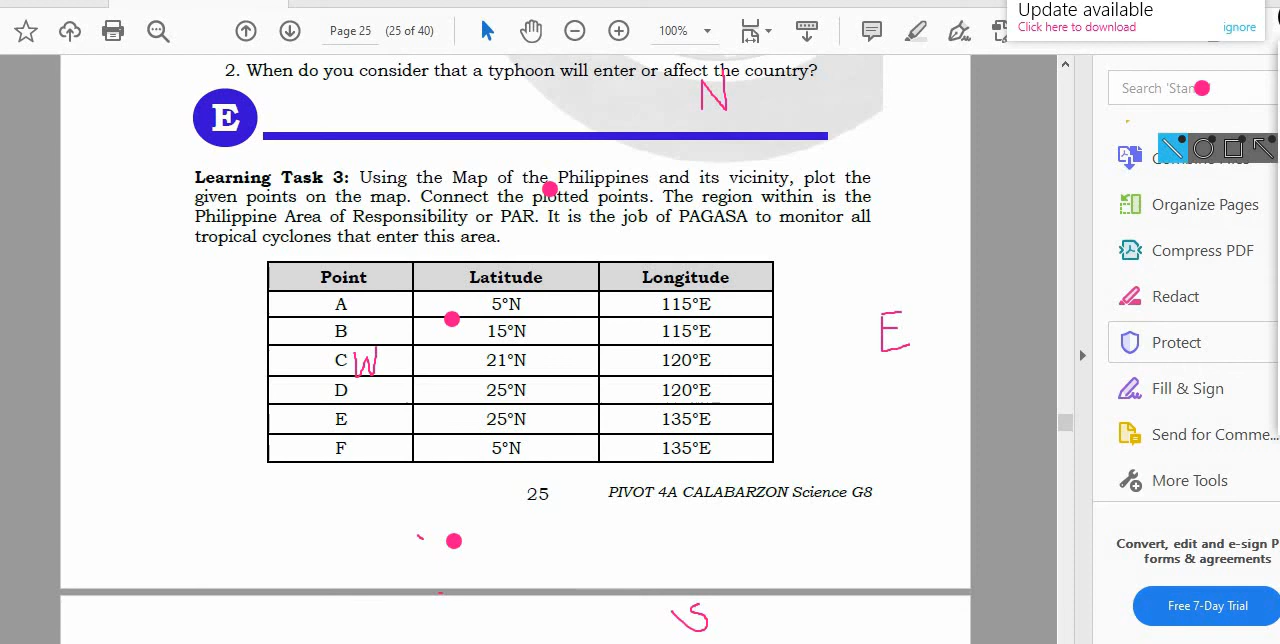 Update available
Click here to download ignore
Page 25 (25 of 40) 100%
2. When do you consider that a typhoon will enter or affect the country?
N
E
Learning Task 3: Using the Map of the Philippines and its vicinity, plot the
given points on the map. Connect the plotted points. The region within is the
Philippine Area of Responsibility or PAR. It is the job of PAGASA to monitor all
tropical cyclones that enter this area.
Point Latitude Longitude
A 5°N 115°E
B 15°N 115°E
C 21°N 120°E
D 25°N 120°E
E 25°N 135°E
F 5°N 135°E
W
E
25 PIVOT 4A CALABARZON Science G8
S
Search 'Star
Organize Pages
Compress PDF
Redact
Protect
Fill & Sign
Send for Comme...
More Tools
Convert, edit and e-sign P
forms & agreements
Free 7-Day Trial